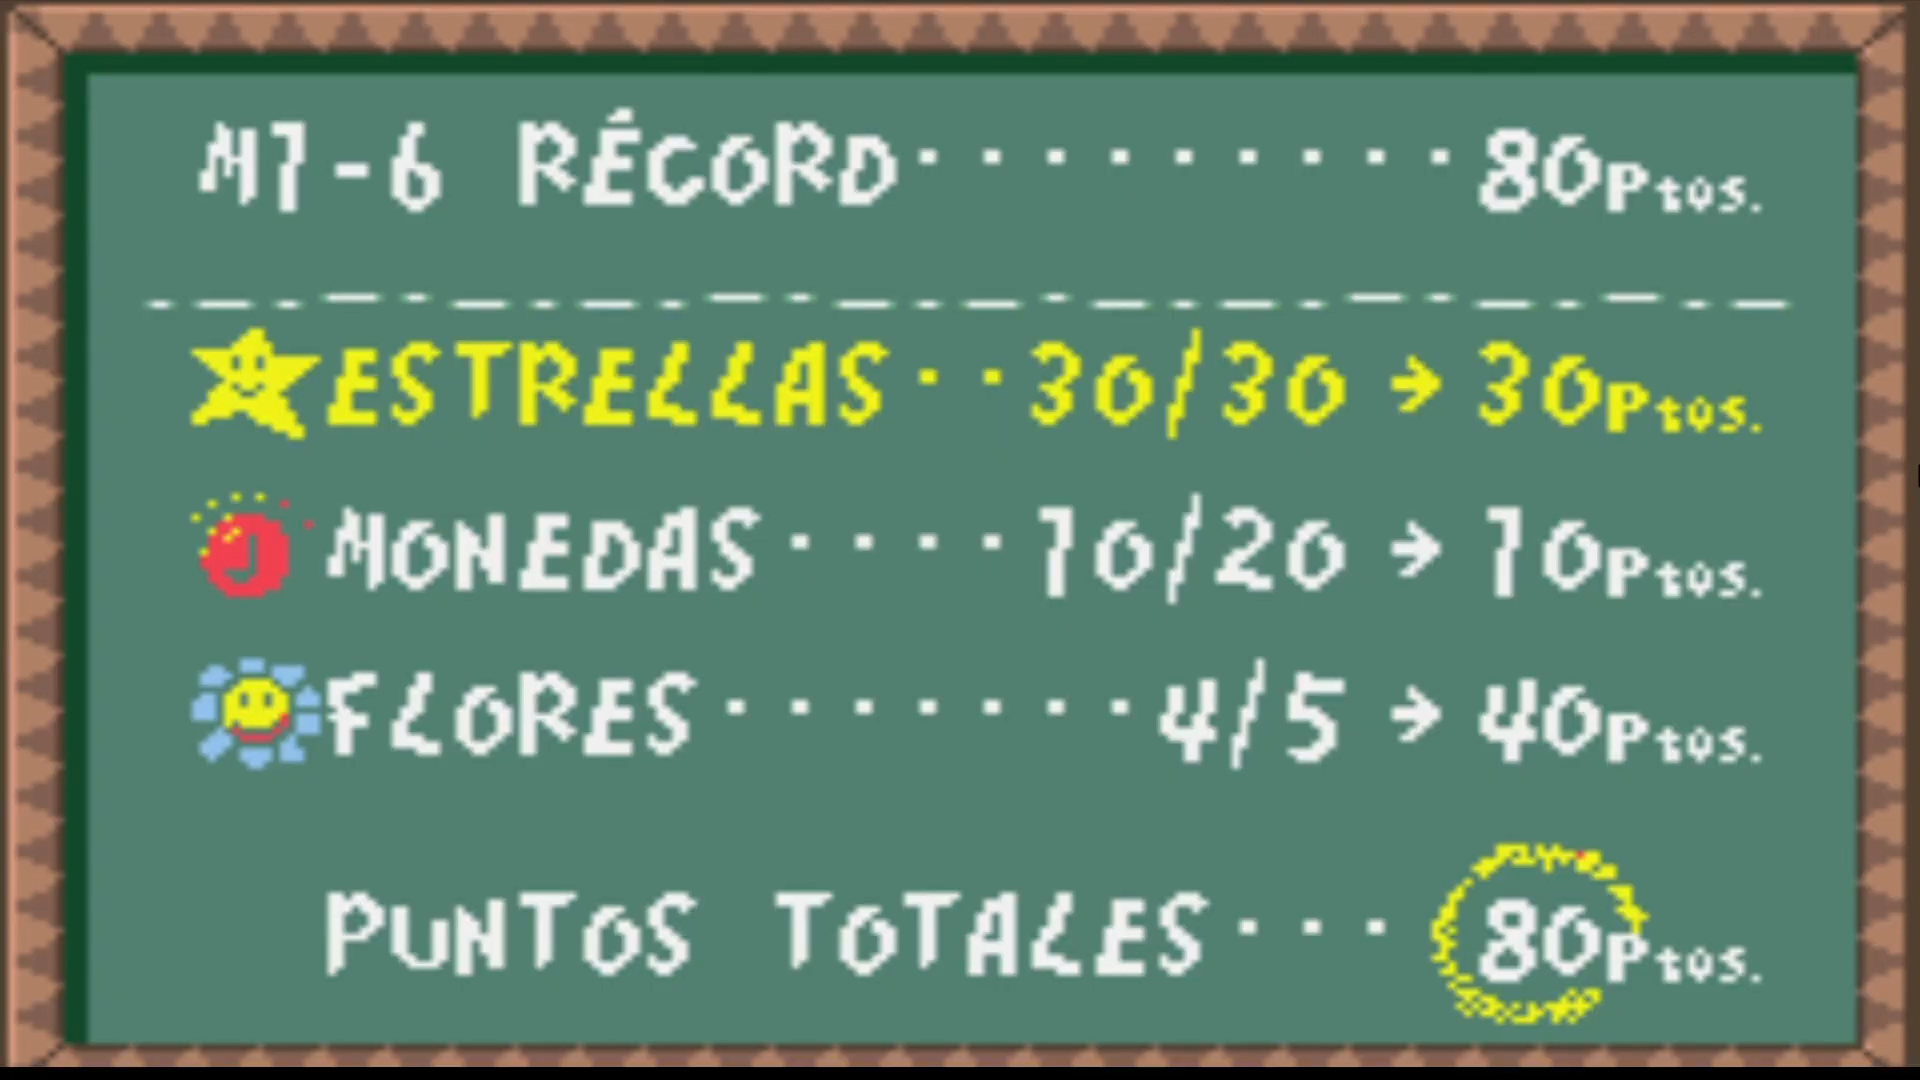 M1-6 RÉCORD·········80Ptos.
ESTRELLAS··30/30 → 30Ptos.
MONEDAS····10/20 → 10Ptos.
FLORES·······4/5 → 40Ptos.
PUNTOS TOTALES··· 80Ptos.